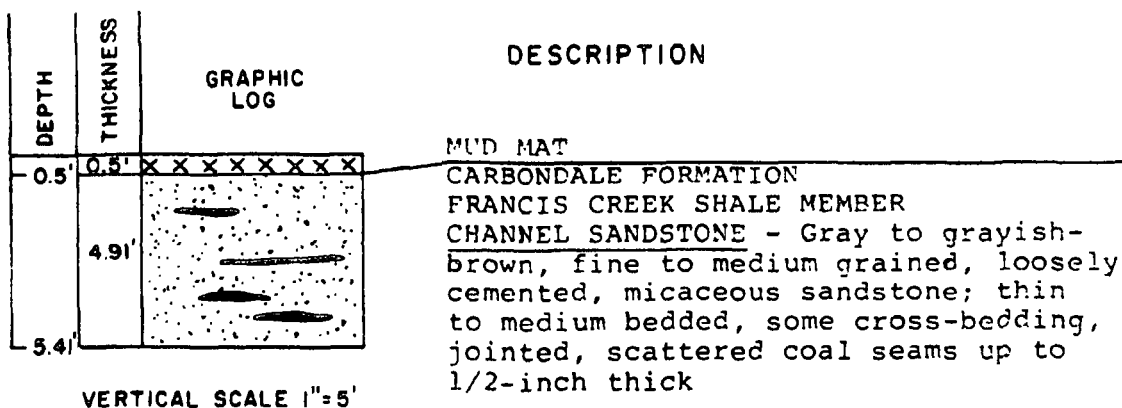 DEPTH
THICKNESS
GRAPHIC
LOG
DESCRIPTION
0.5'
0.5'
4.91'
5.41'
MUD MAT
CARBONDALE FORMATION
FRANCIS CREEK SHALE MEMBER
CHANNEL SANDSTONE - Gray to grayish-
brown, fine to medium grained, loosely
cemented, micaceous sandstone; thin
to medium bedded, some cross-bedding,
jointed, scattered coal seams up to
1/2-inch thick
VERTICAL SCALE 1"=5'